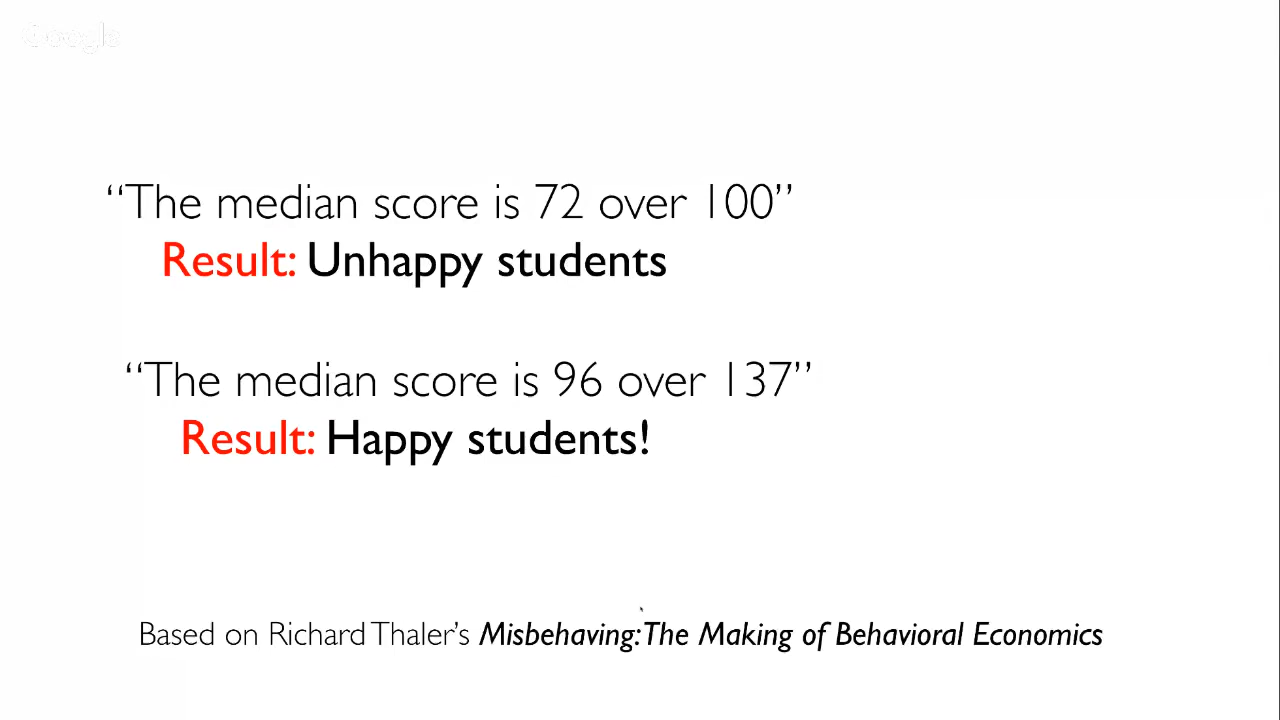 Google
“The median score is 72 over 100”
Result: Unhappy students
“The median score is 96 over 137”
Result: Happy students!
Based on Richard Thaler’s Misbehaving: The Making of Behavioral Economics